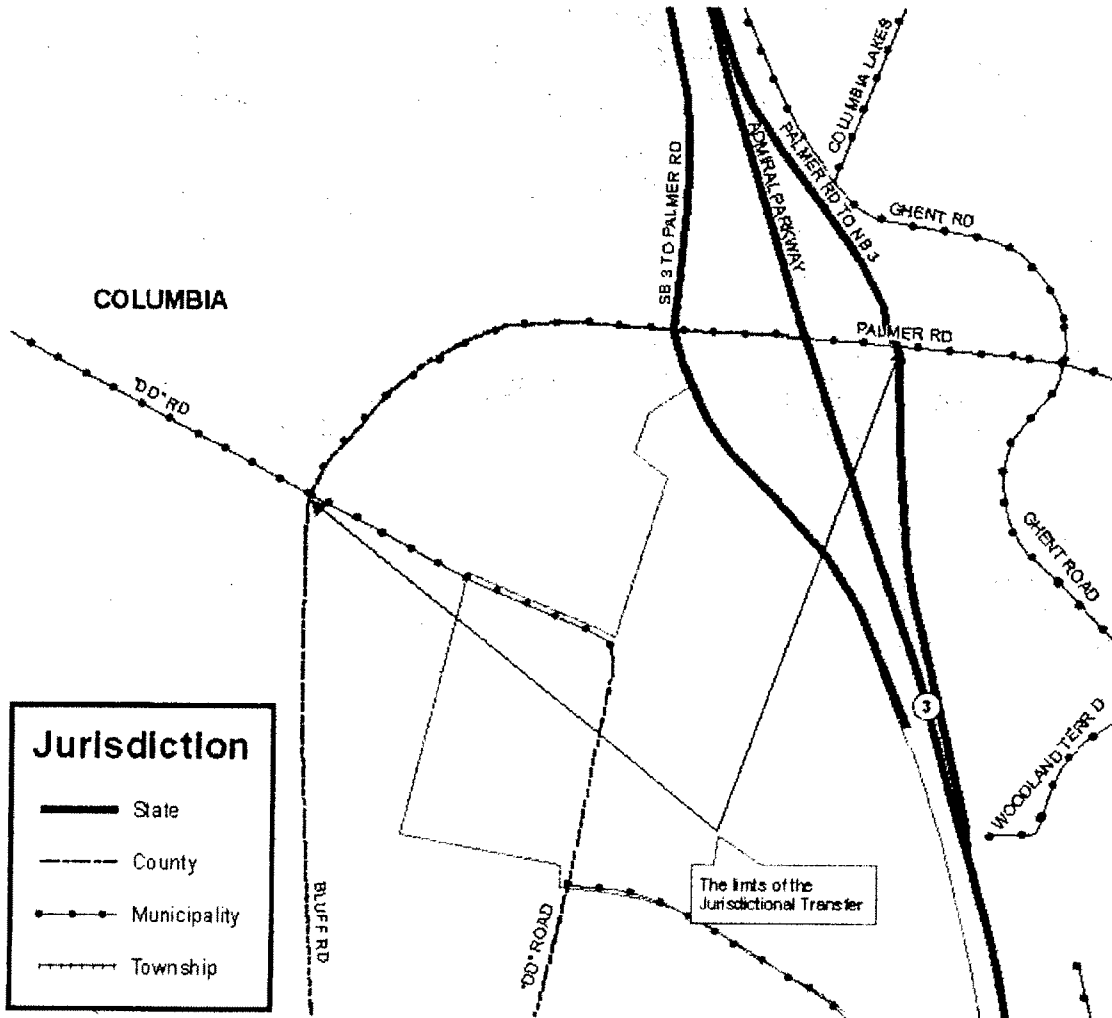 COLUMBIA LAKES
PALMER RD TO NB 3
ADMIRAL PARKWAY
SB 3 TO PALMER RD
GHENT RD
COLUMBIA
PALMER RD
"DD" RD
GHENT ROAD
3
WOODLAND TERR D
Jurisdiction
State
County
Municipality
Township
BLUFF RD
"DD" ROAD
The limts of the
Jurisdictional Transfer